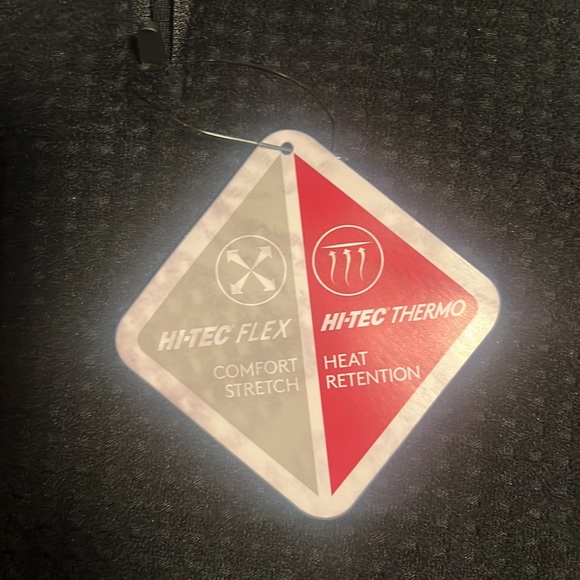 HI-TEC® FLEX
COMFORT
STRETCH
HI-TEC® THERMO
HEAT
RETENTION